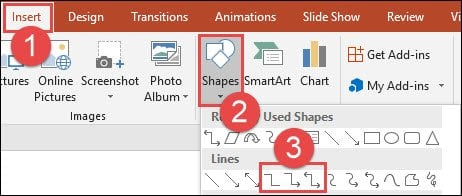 Insert Design Transitions Animations Slide Show Review
1
Online Screenshot Photo Shapes SmartArt Chart Get Add-ins
Pictures Album My Add-ins
Images
2
Used Shapes
3
Lines